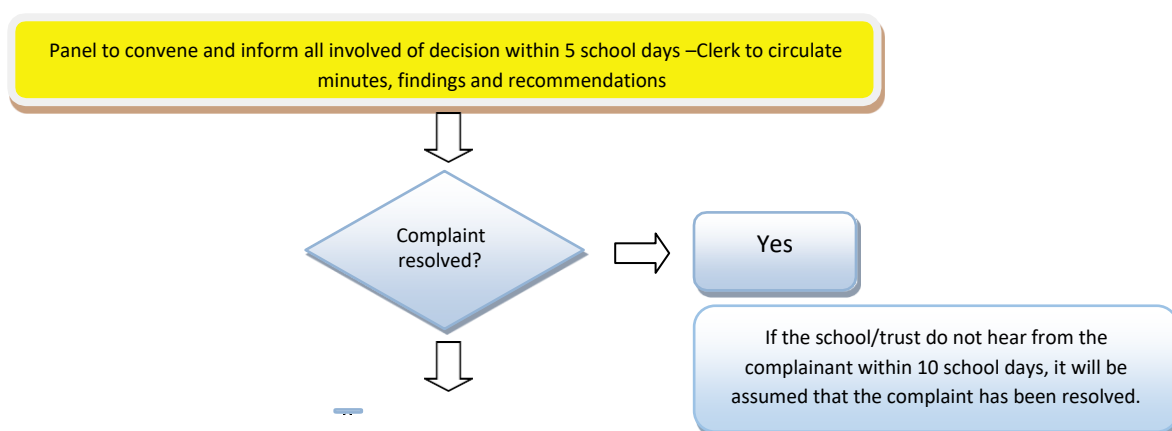 Panel to convene and inform all involved of decision within 5 school days –Clerk to circulate
minutes, findings and recommendations
Complaint
resolved?
Yes
If the school/trust do not hear from the
complainant within 10 school days, it will be
assumed that the complaint has been resolved.